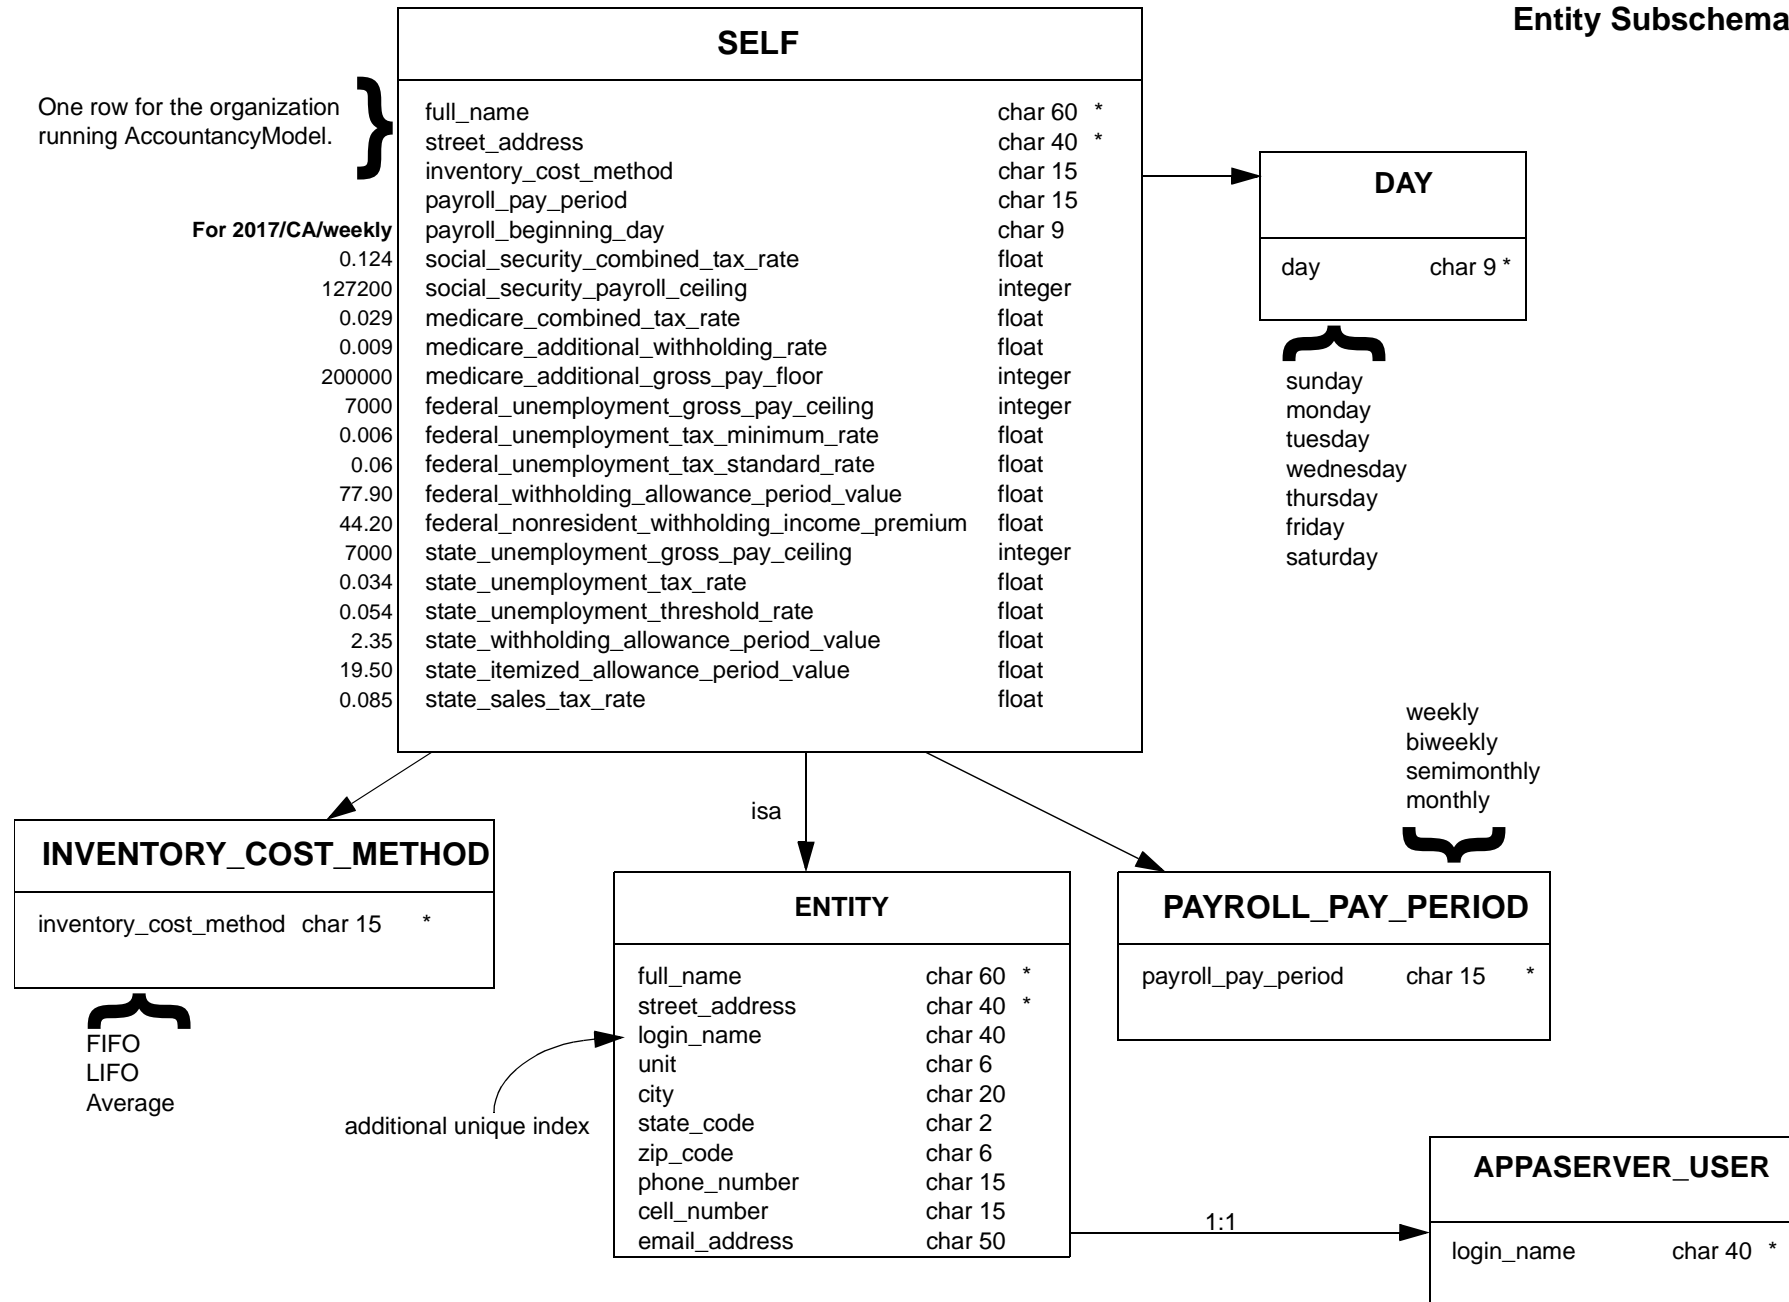 Entity Subschema
SELF
One row for the organization
running AccountancyModel.
full_name char 60 *
street_address char 40 *
inventory_cost_method char 15
payroll_pay_period char 15
For 2017/CA/weekly payroll_beginning_day char 9
0.124 social_security_combined_tax_rate float
127200 social_security_payroll_ceiling integer
0.029 medicare_combined_tax_rate float
0.009 medicare_additional_withholding_rate float
200000 medicare_additional_gross_pay_floor integer
7000 federal_unemployment_gross_pay_ceiling integer
0.006 federal_unemployment_tax_minimum_rate float
0.06 federal_unemployment_tax_standard_rate float
77.90 federal_withholding_allowance_period_value float
44.20 federal_nonresident_withholding_income_premium float
7000 state_unemployment_gross_pay_ceiling integer
0.034 state_unemployment_tax_rate float
0.054 state_unemployment_threshold_rate float
2.35 state_withholding_allowance_period_value float
19.50 state_itemized_allowance_period_value float
0.085 state_sales_tax_rate float
DAY
day char 9 *
sunday
monday
tuesday
wednesday
thursday
friday
saturday
weekly
biweekly
semimonthly
monthly
isa
INVENTORY_COST_METHOD
inventory_cost_method char 15 *
FIFO
LIFO
Average
additional unique index
ENTITY
full_name char 60 *
street_address char 40 *
login_name char 40
unit char 6
city char 20
state_code char 2
zip_code char 6
phone_number char 15
cell_number char 15
email_address char 50
PAYROLL_PAY_PERIOD
payroll_pay_period char 15 *
1:1
APPASERVER_USER
login_name char 40 *